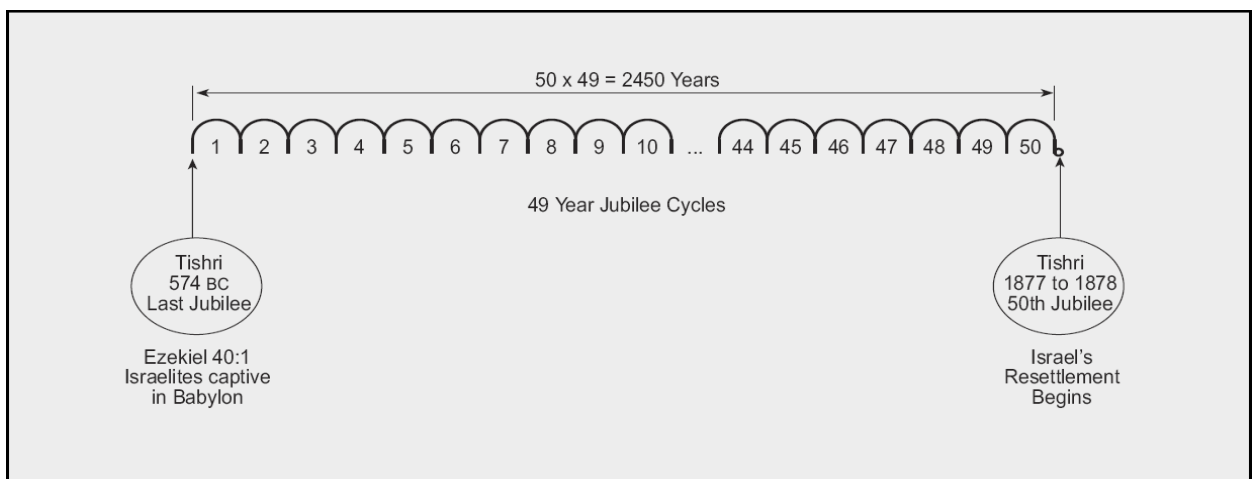 50 x 49 = 2450 Years
1 2 3 4 5 6 7 8 9 10 ... 44 45 46 47 48 49 50
49 Year Jubilee Cycles
Tishri
574 BC
Last Jubilee
Ezekiel 40:1
Israelites captive
in Babylon
Tishri
1877 to 1878
50th Jubilee
Israel's
Resettlement
Begins